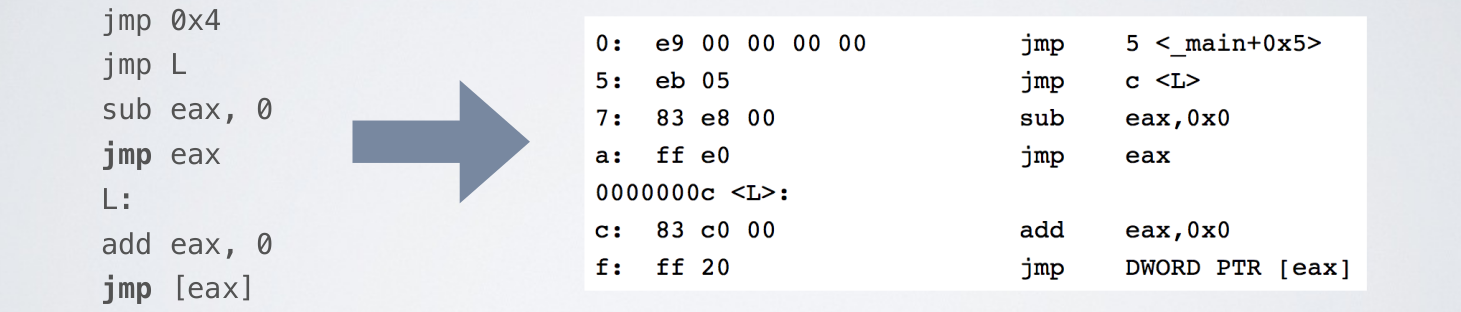 jmp 0x4
jmp L
sub eax, 0
jmp eax
L:
add eax, 0
jmp [eax]
0: e9 00 00 00 00 jmp 5 <_main+0x5>
5: eb 05 jmp c <L>
7: 83 e8 00 sub eax,0x0
a: ff e0 jmp eax
0000000c <L>:
c: 83 c0 00 add eax,0x0
f: ff 20 jmp DWORD PTR [eax]